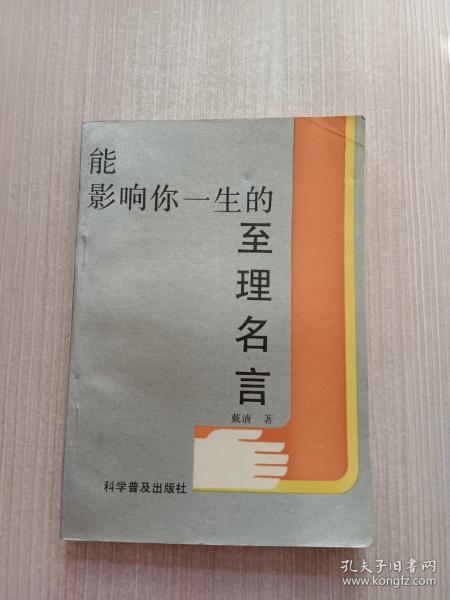 能
影响你一生的
至理名言
戴清 著
科学普及出版社
孔夫子旧书网
www.kongfz.com